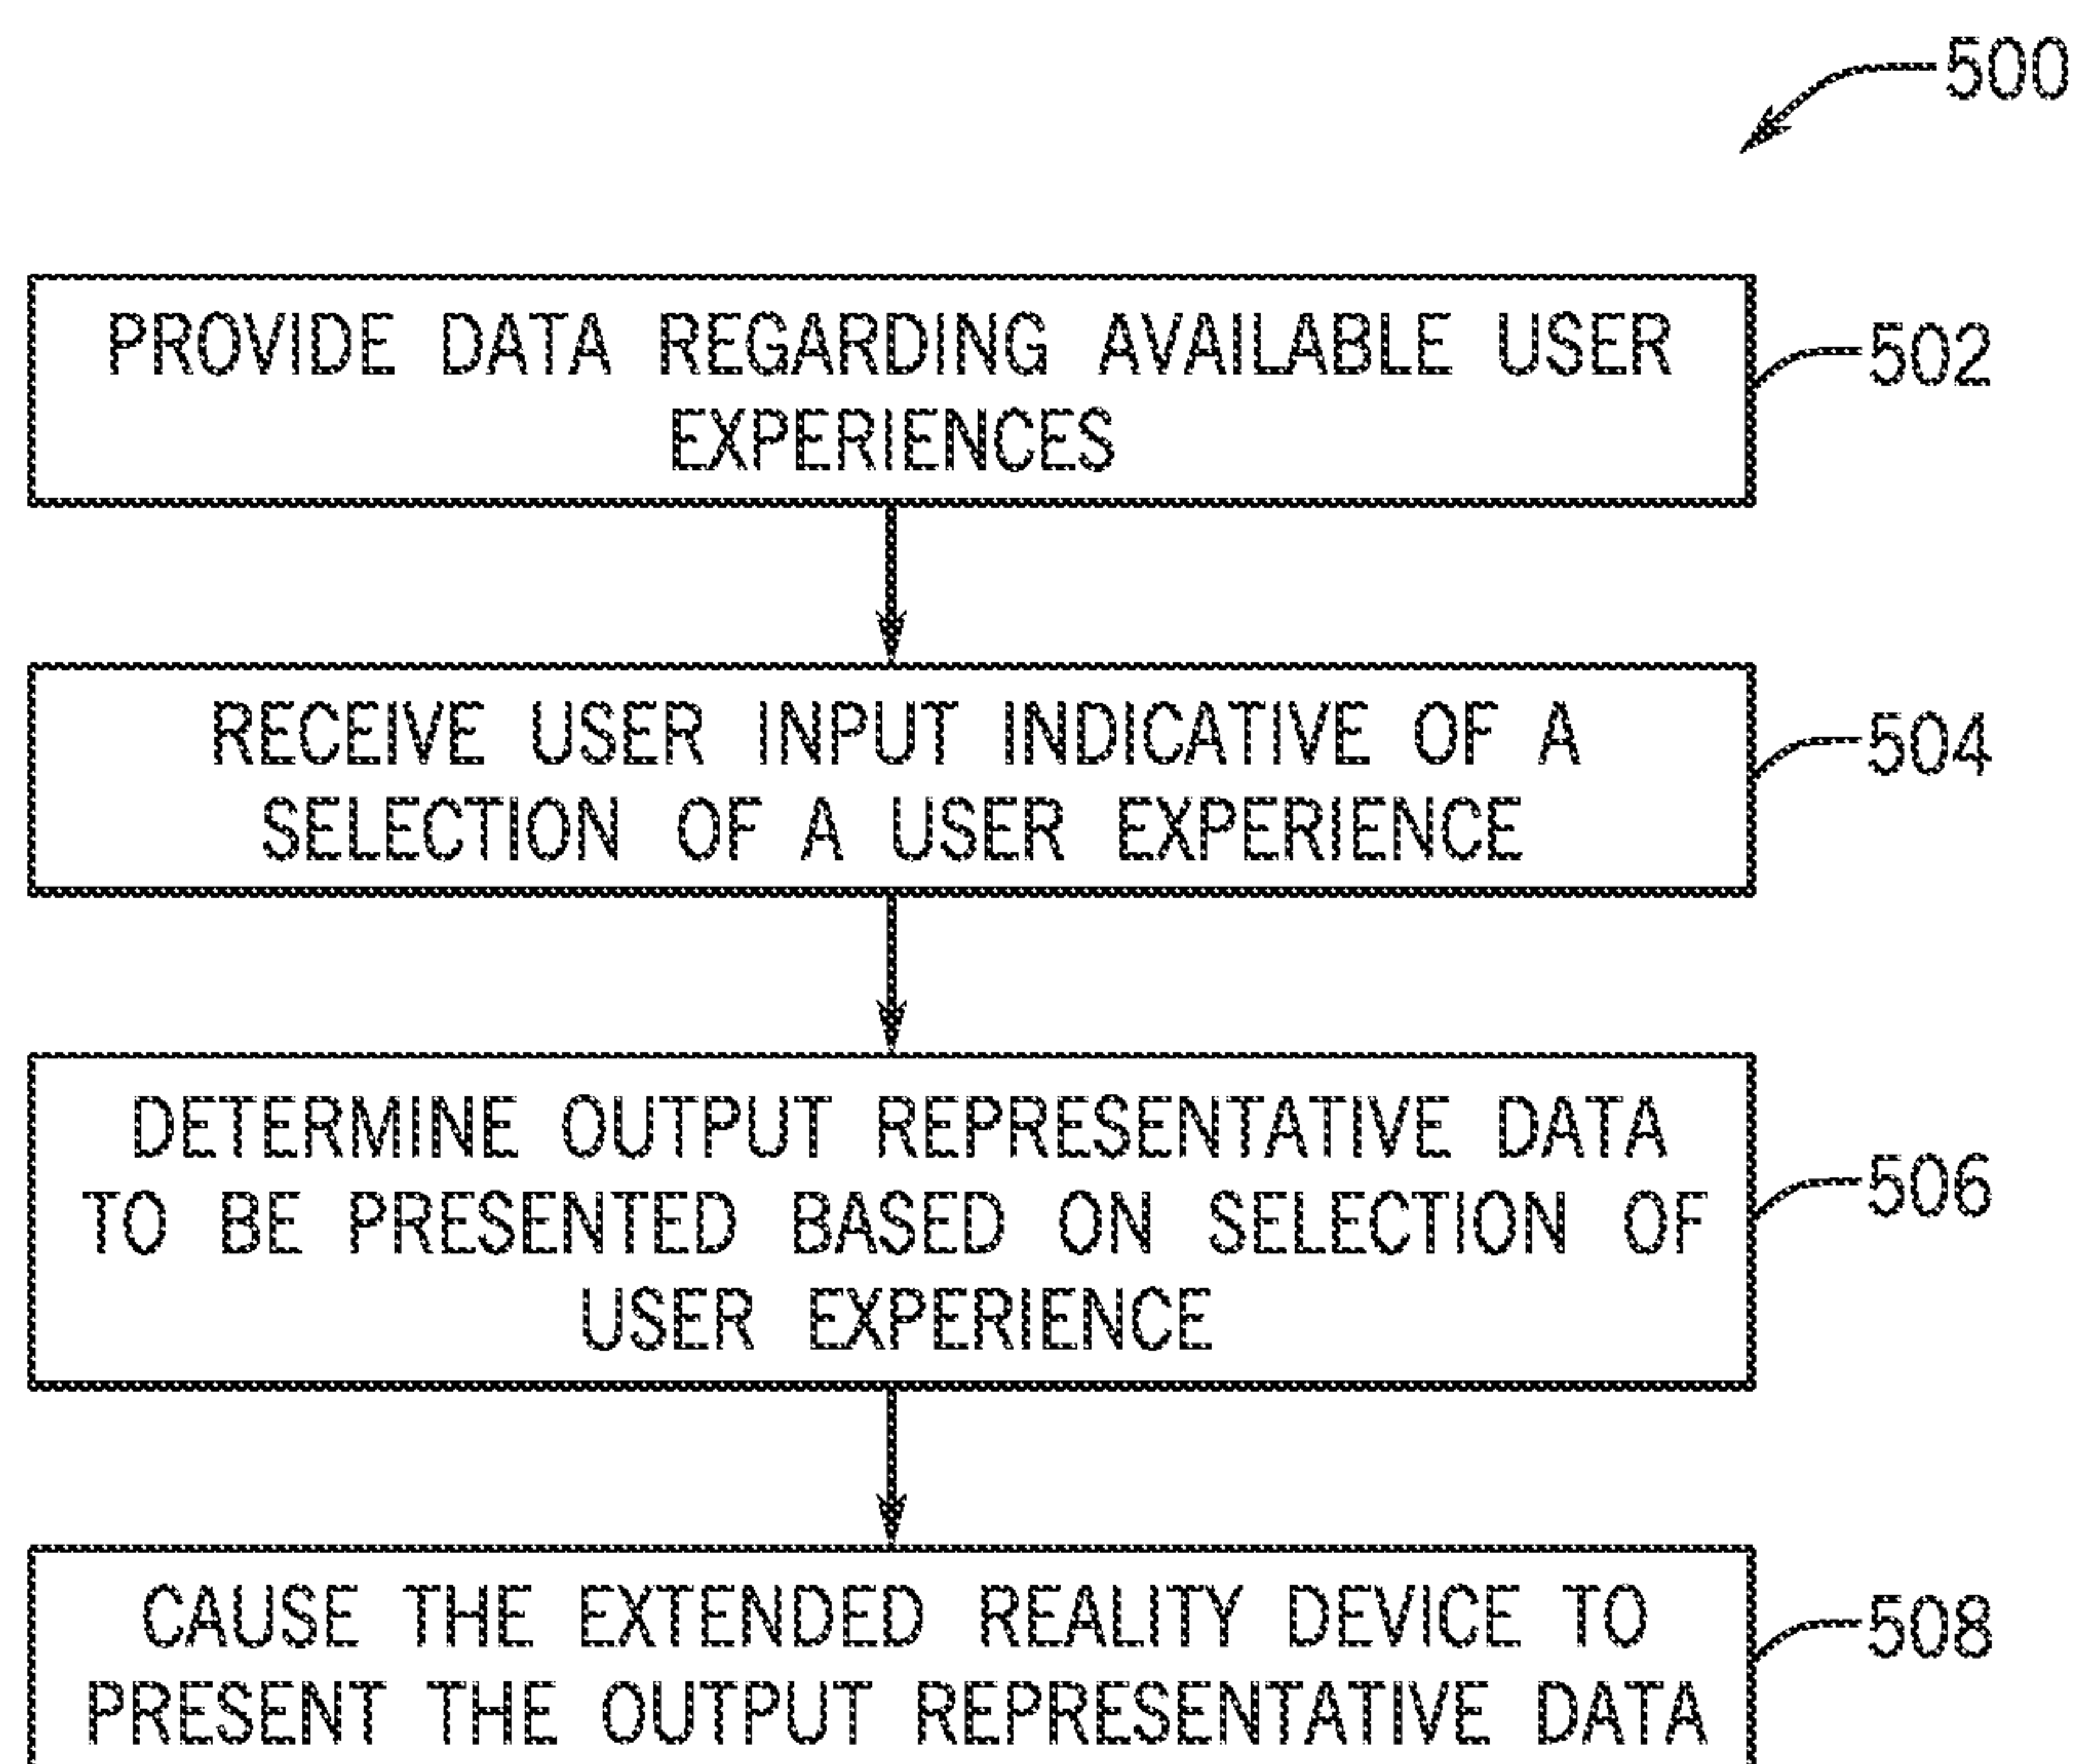 500
PROVIDE DATA REGARDING AVAILABLE USER
EXPERIENCES
502
RECEIVE USER INPUT INDICATIVE OF A
SELECTION OF A USER EXPERIENCE
504
DETERMINE OUTPUT REPRESENTATIVE DATA
TO BE PRESENTED BASED ON SELECTION OF
USER EXPERIENCE
506
CAUSE THE EXTENDED REALITY DEVICE TO
PRESENT THE OUTPUT REPRESENTATIVE DATA
508